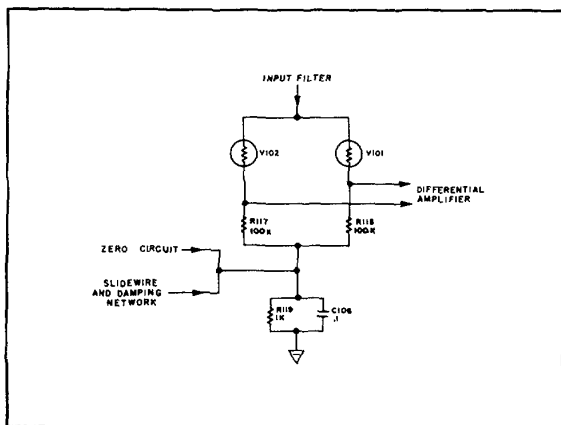 INPUT FILTER
V102
V101
DIFFERENTIAL
AMPLIFIER
R117
100K
R118
100K
ZERO CIRCUIT
SLIDEWIRE
AND DAMPING
NETWORK
R119
1K
C106
.1